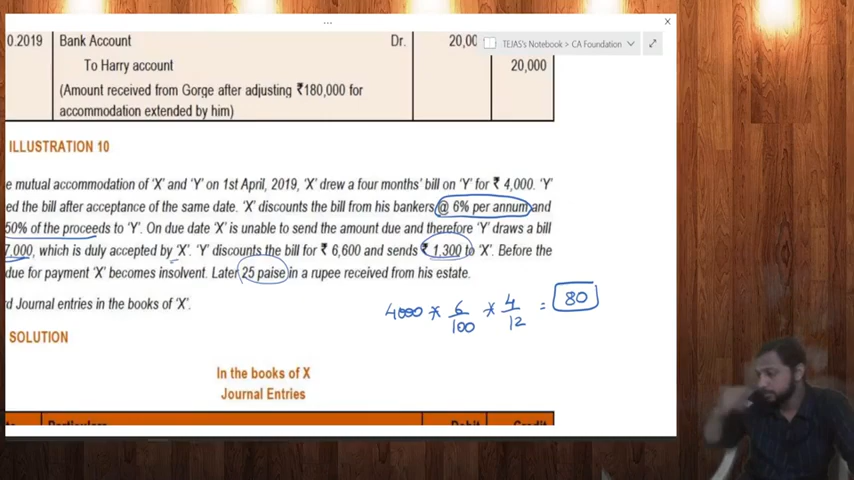 0.2019 Bank Account Dr. 20,00
To Harry account 20,000
(Amount received from Gorge after adjusting ₹180,000 for
accommodation extended by him)
TEJAS's Notebook > CA Foundation
ILLUSTRATION 10
e mutual accommodation of 'X' and 'Y' on 1st April, 2019, 'X' drew a four months' bill on 'Y' for ₹ 4,000. 'Y'
ed the bill after acceptance of the same date. 'X' discounts the bill from his bankers @ 6% per annum and
50% of the proceeds to 'Y'. On due date 'X' is unable to send the amount due and therefore 'Y' draws a bill
7,000, which is duly accepted by 'X'. 'Y' discounts the bill for ₹ 6,600 and sends ₹ 1,300 to 'X'. Before the
due for payment 'X' becomes insolvent. Later 25 paise in a rupee received from his estate.
rd Journal entries in the books of 'X'.
4000 * 6/100 * 4/12 = 80
SOLUTION
In the books of X
Journal Entries
Particulars Debit Credit